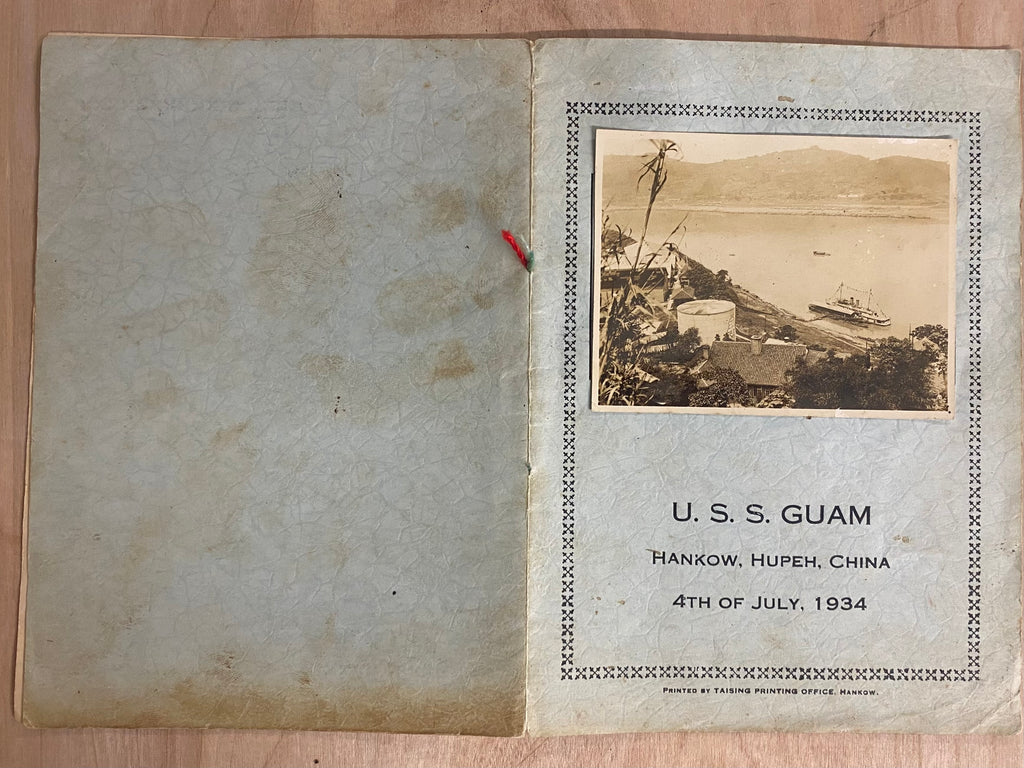 U. S. S. GUAM
HANKOW, HUPEH, CHINA
4TH OF JULY, 1934
PRINTED BY TAISING PRINTING OFFICE, HANKOW.